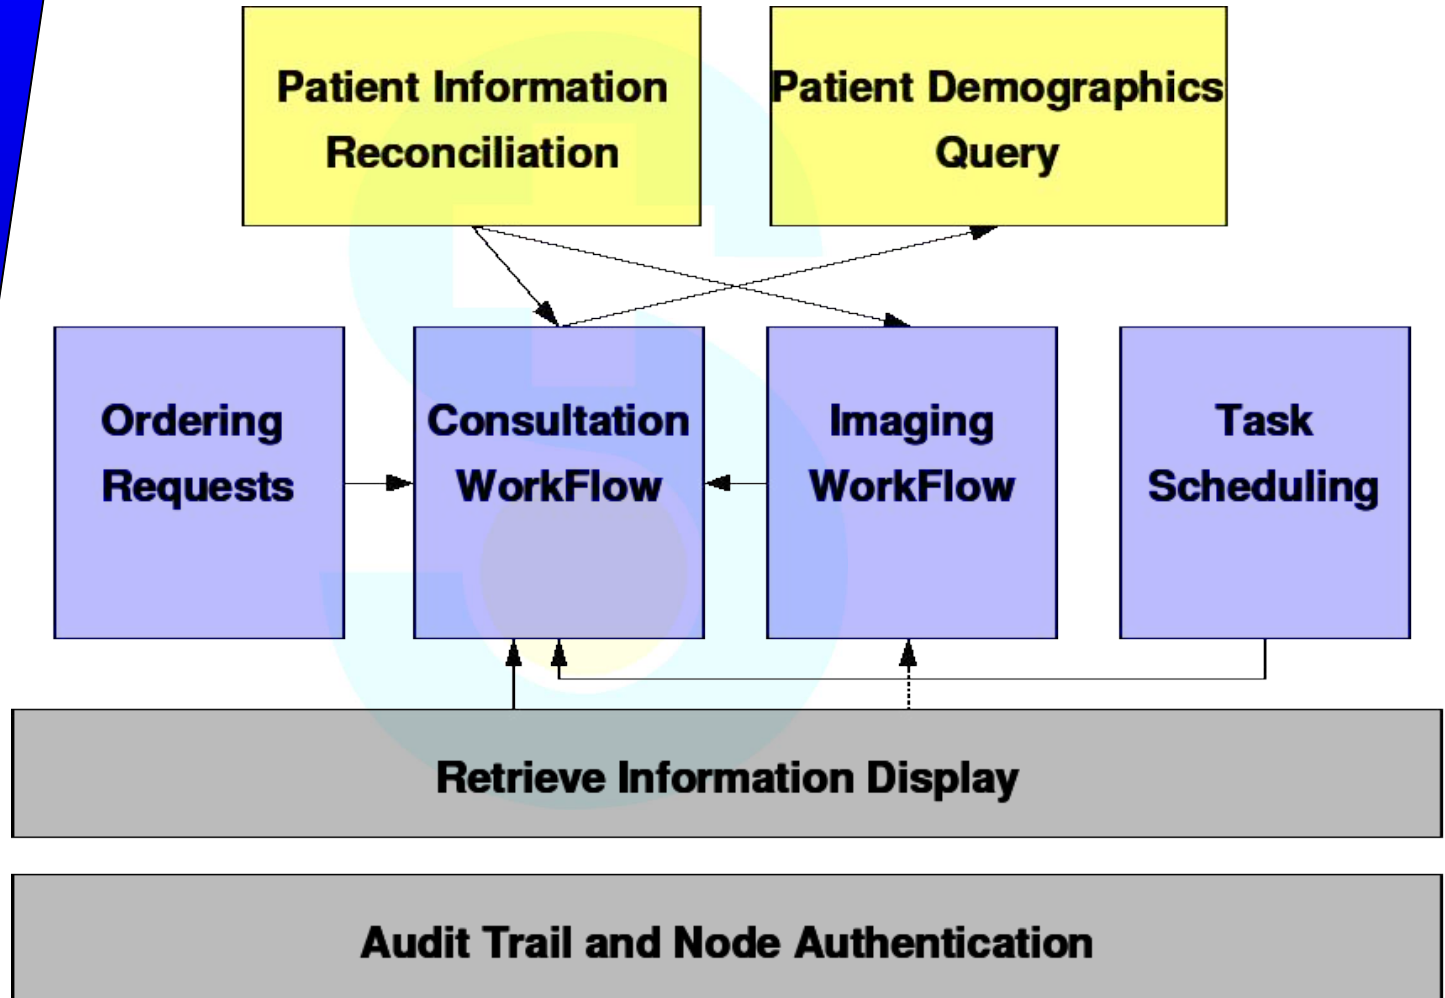 Patient Information
Reconciliation
Patient Demographics
Query
Ordering
Requests
Consultation
WorkFlow
Imaging
WorkFlow
Task
Scheduling
Retrieve Information Display
Audit Trail and Node Authentication